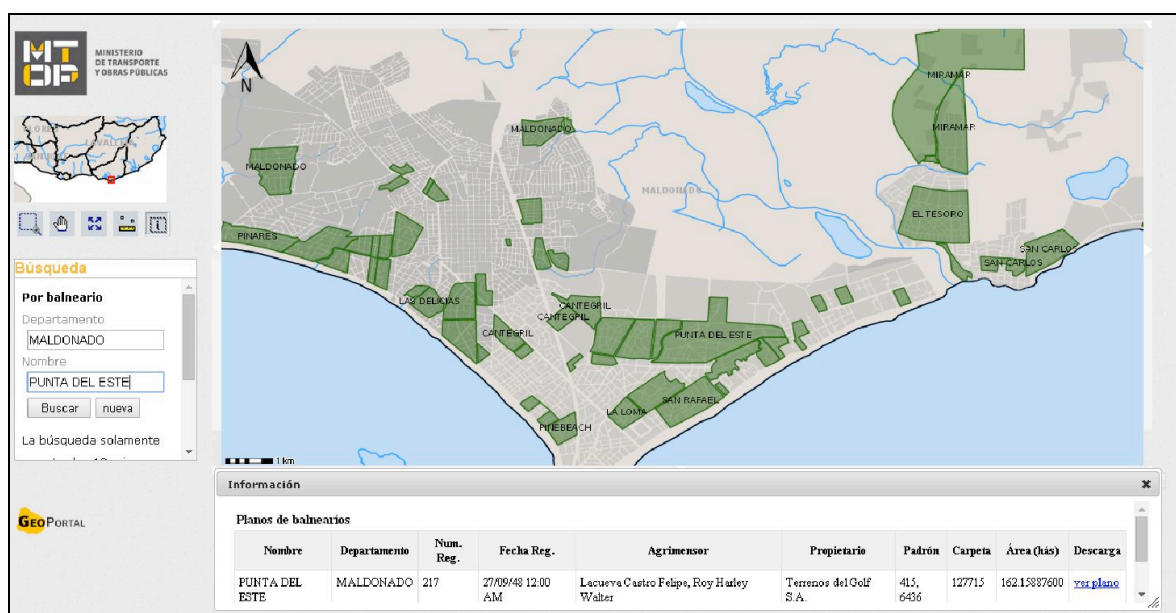 MT
OP
MINISTERIO
DE TRANSPORTE
Y OBRAS PÚBLICAS
LAVALLEJA
Búsqueda
Por balneario
Departamento
MALDONADO
Nombre
PUNTA DEL ESTE
Buscar nueva
La búsqueda solamente
GEOPORTAL
N
MIRAMAR
MALDONADO
MIRAMAR
MALDONADO
MALDONADO
EL TESORO
PINARES
SAN CARLOS
SAN CARLOS
LAS DELICIAS
CANTEGRIL
CANTEGRIL
CANTEGRIL
PUNTA DEL ESTE
SAN RAFAEL
LA LOMA
PINEBEACH
1 km
Información
Planos de balnearios
Nombre Departamento Num. Reg. Fecha Reg. Agrimensor Propietario Padrón Carpeta Área (hás) Descarga
PUNTA DEL ESTE MALDONADO 217 27/09/48 12:00 AM Lacueva Castro Felipe, Roy Harley Walter Terrenos del Golf S.A. 415, 6436 127715 162.15887600 ver plano